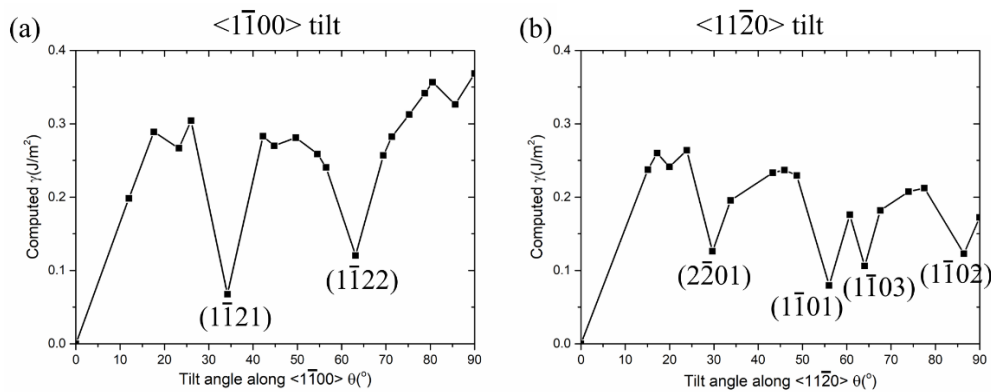 (a)
<11̅00> tilt
0.4
0.3
0.2
0.1
0.0
Computed γ(J/m²)
(11̅21)
(11̅22)
0 10 20 30 40 50 60 70 80 90
Tilt angle along <11̅00> θ(°)
(b)
<112̅0> tilt
0.4
0.3
0.2
0.1
0.0
Computed γ(J/m²)
(22̅01)
(11̅01)
(11̅03)
(11̅02)
0 10 20 30 40 50 60 70 80 90
Tilt angle along <112̅0> θ(°)